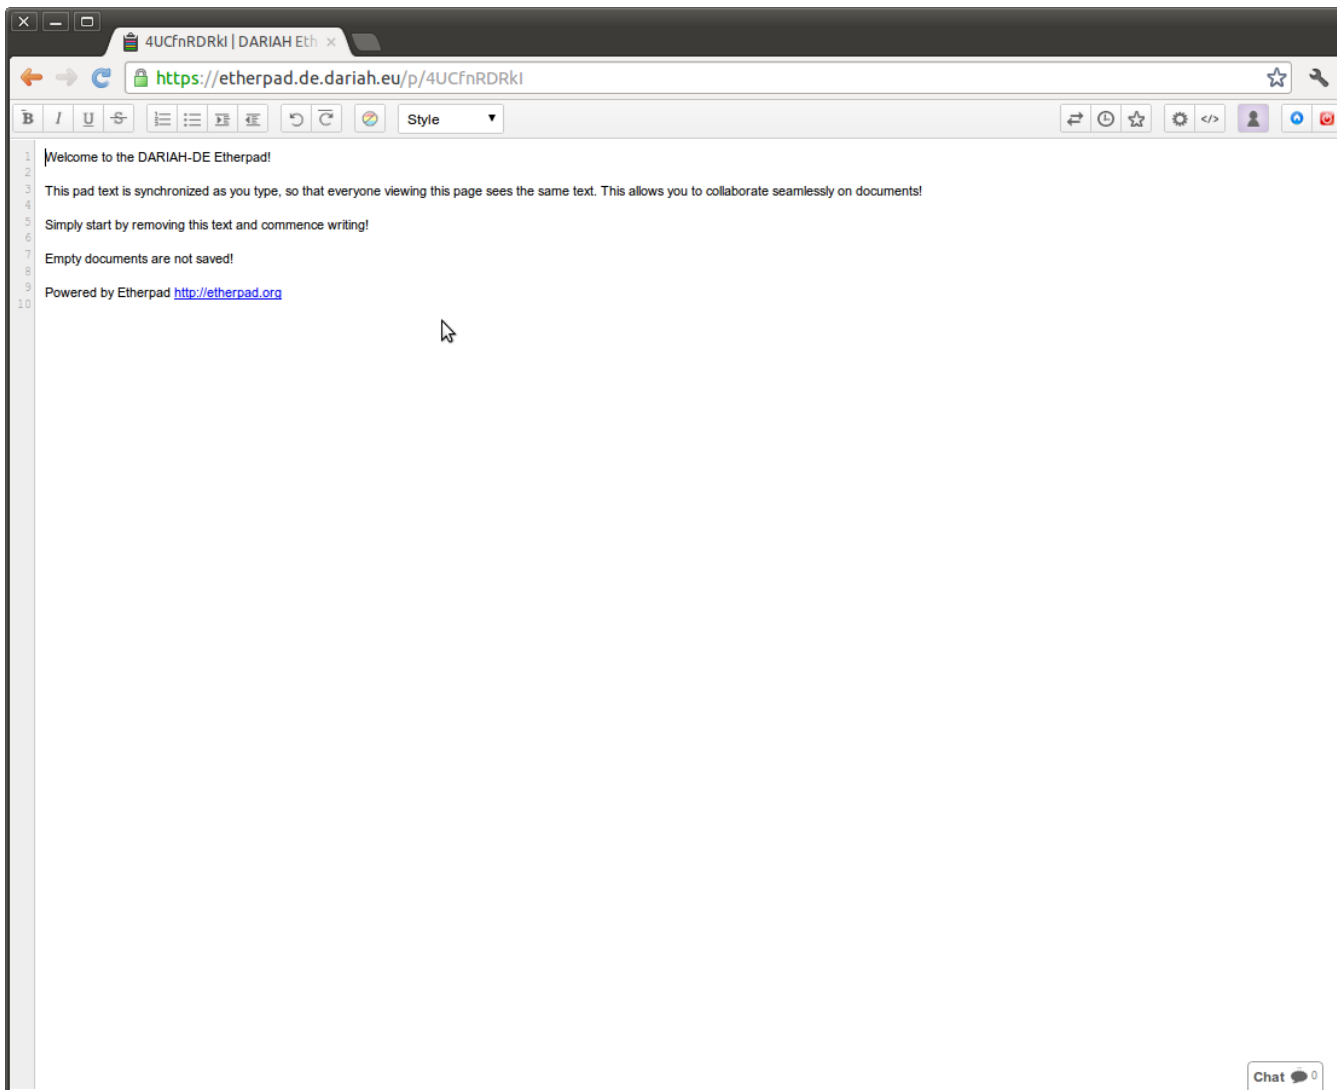 4UCfnRDRkI | DARIAH Eth
https://etherpad.de.dariah.eu/p/4UCfnRDRkI
B I U S Style
1 Welcome to the DARIAH-DE Etherpad!
2
3 This pad text is synchronized as you type, so that everyone viewing this page sees the same text. This allows you to collaborate seamlessly on documents!
4
5 Simply start by removing this text and commence writing!
6
7 Empty documents are not saved!
8
9 Powered by Etherpad http://etherpad.org
10
Chat 0